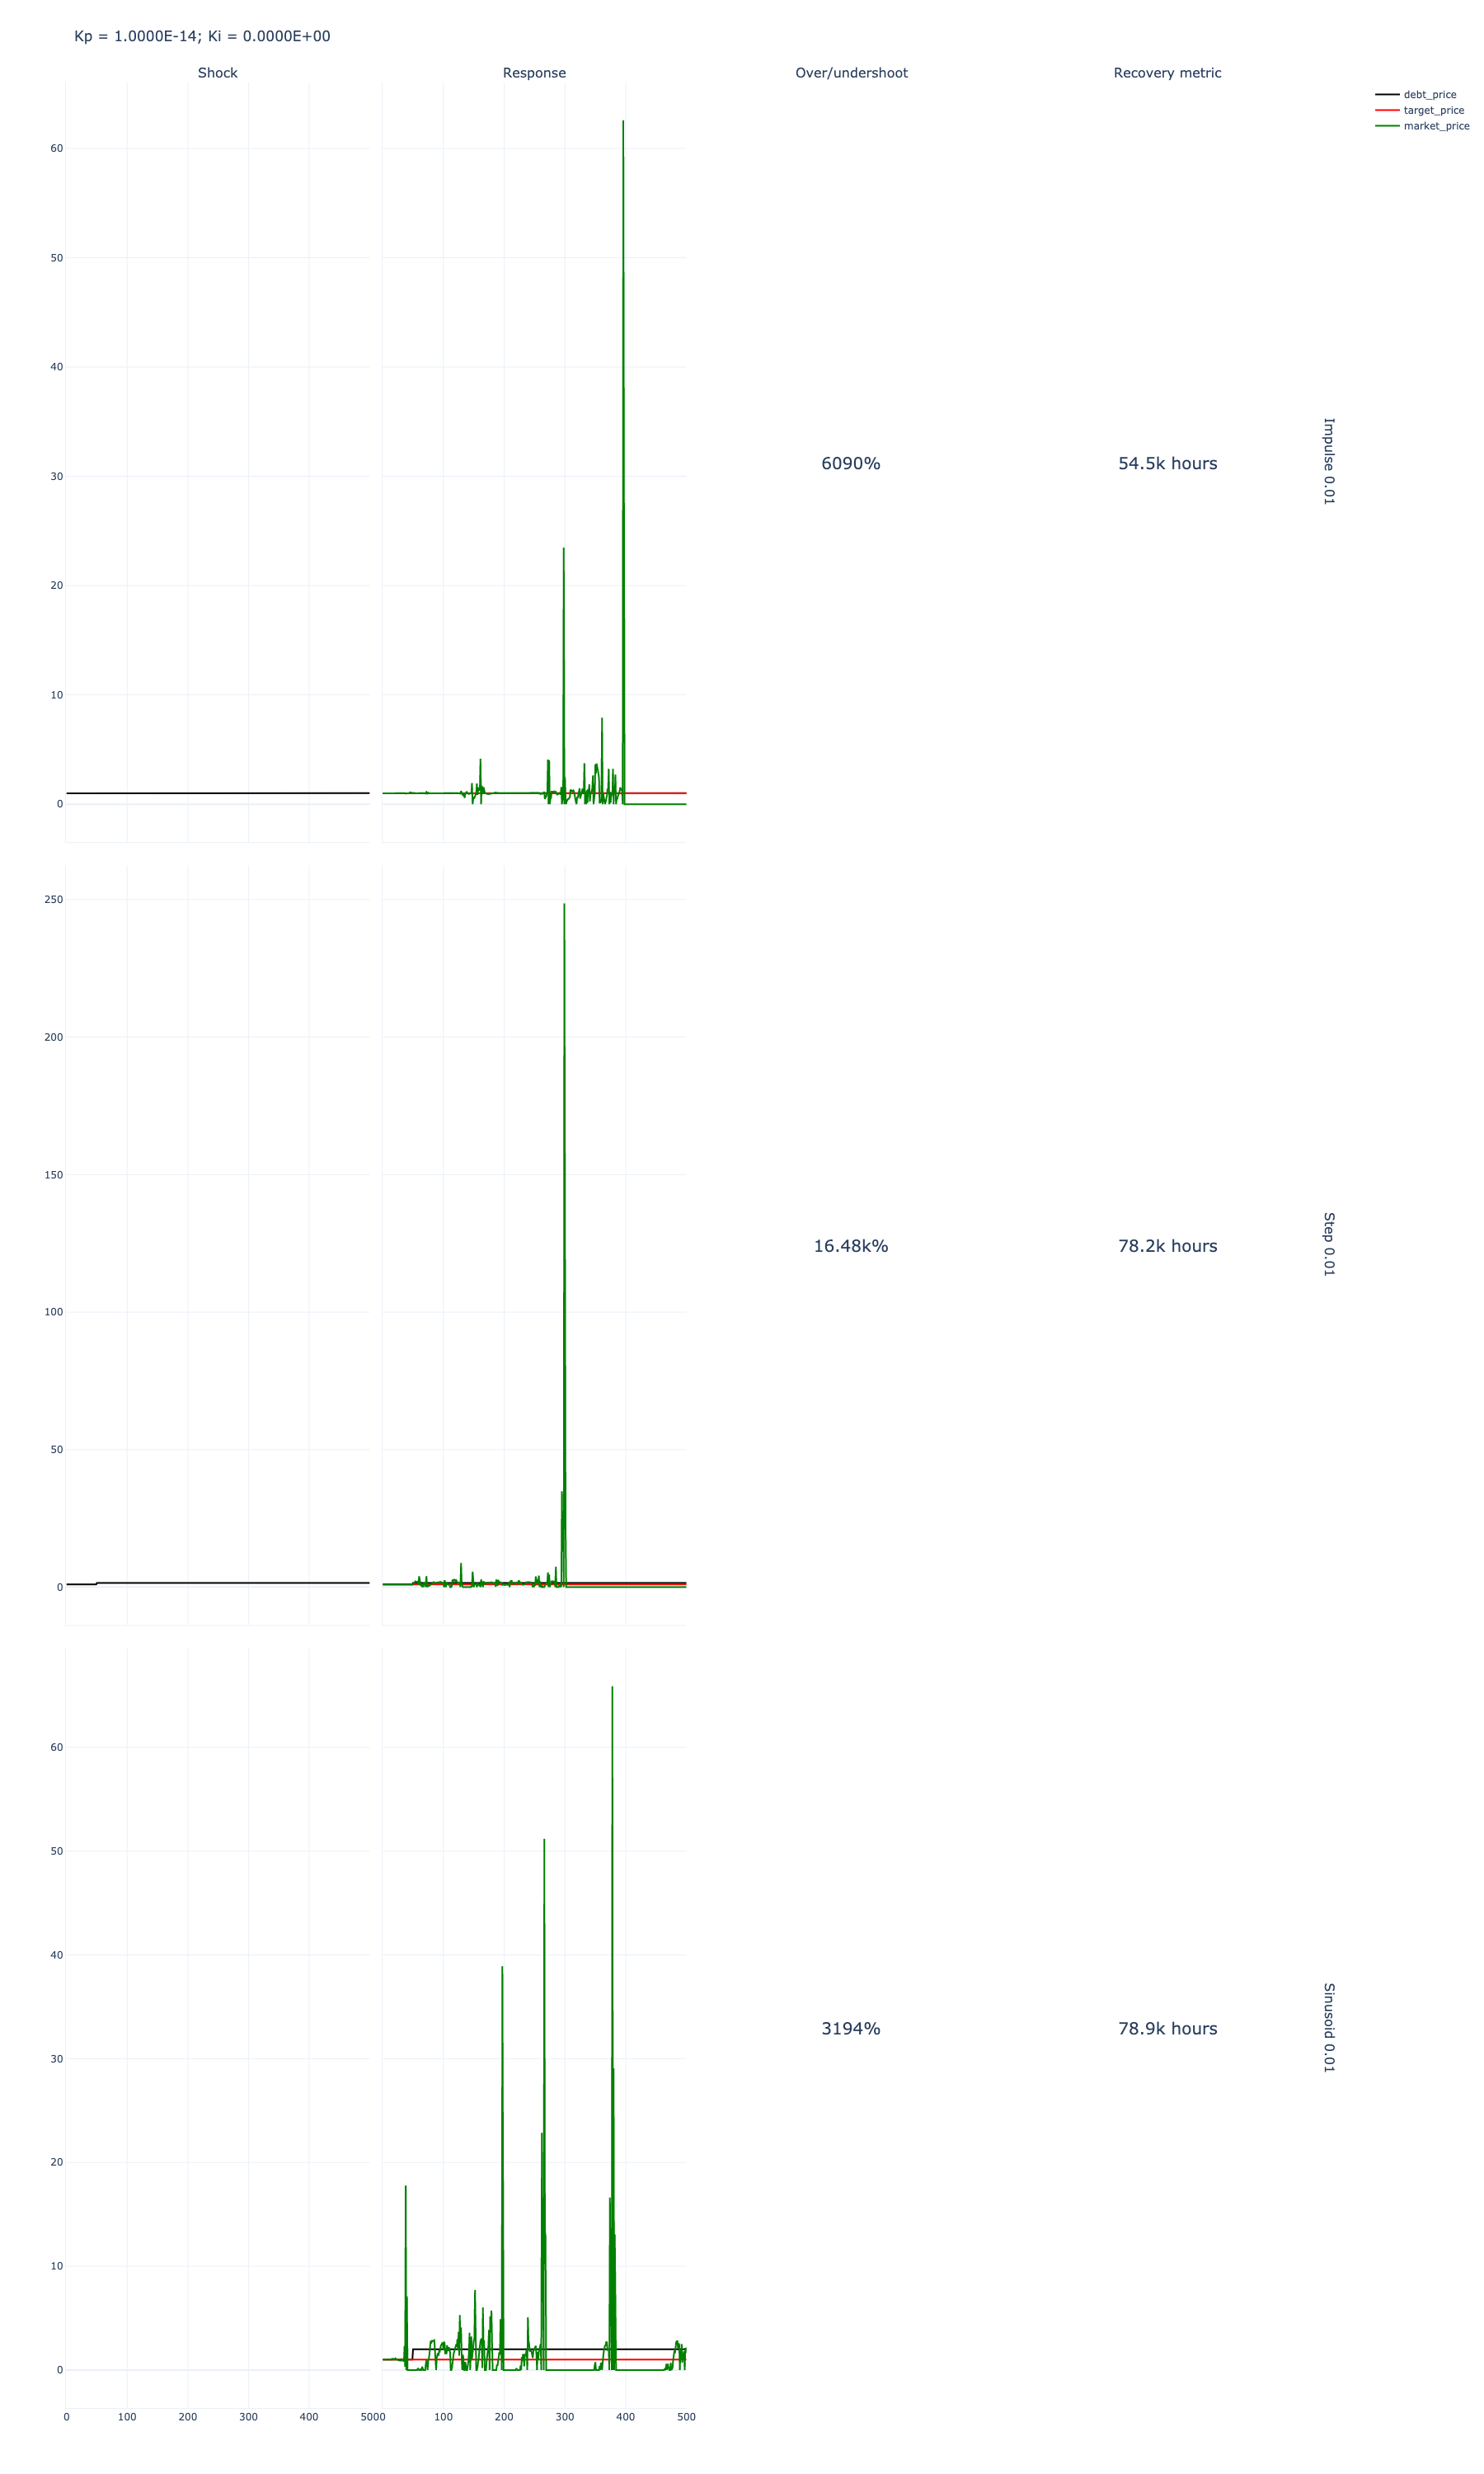 Kp = 1.0000E-14; Ki = 0.0000E+00
Shock
Response
Over/undershoot
Recovery metric
debt_price
target_price
market_price
60
50
40
30
20
10
0
6090%
54.5k hours
Impulse 0.01
250
200
150
100
50
0
16.48k%
78.2k hours
Step 0.01
60
50
40
30
20
10
0
3194%
78.9k hours
Sinusoid 0.01
0 100 200 300 400 5000 100 200 300 400 500